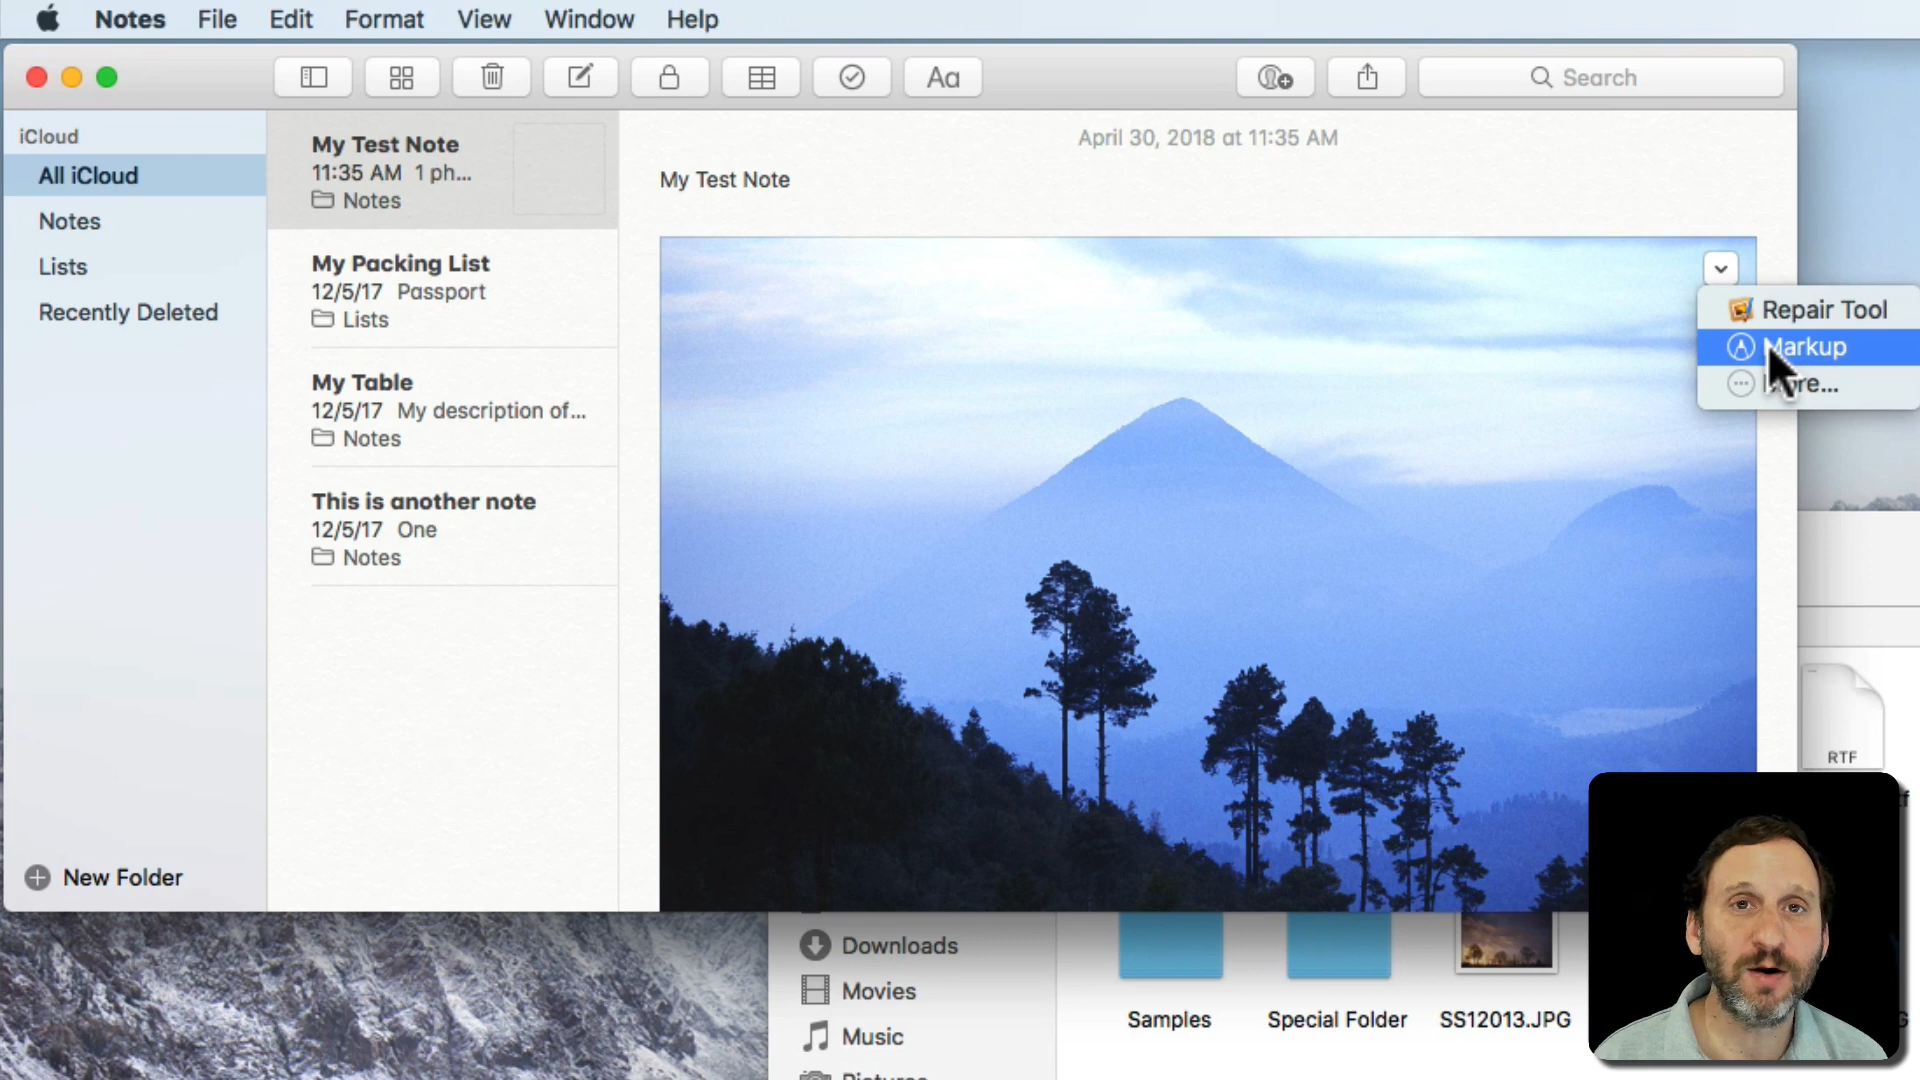 Notes File Edit Format View Window Help
Aa
Search
iCloud
All iCloud
Notes
Lists
Recently Deleted
New Folder
My Test Note
11:35 AM 1 ph...
Notes
My Packing List
12/5/17 Passport
Lists
My Table
12/5/17 My description of...
Notes
This is another note
12/5/17 One
Notes
April 30, 2018 at 11:35 AM
My Test Note
Repair Tool
Markup
RTF
Downloads
Movies
Music
Samples
Special Folder
SS12013.JPG